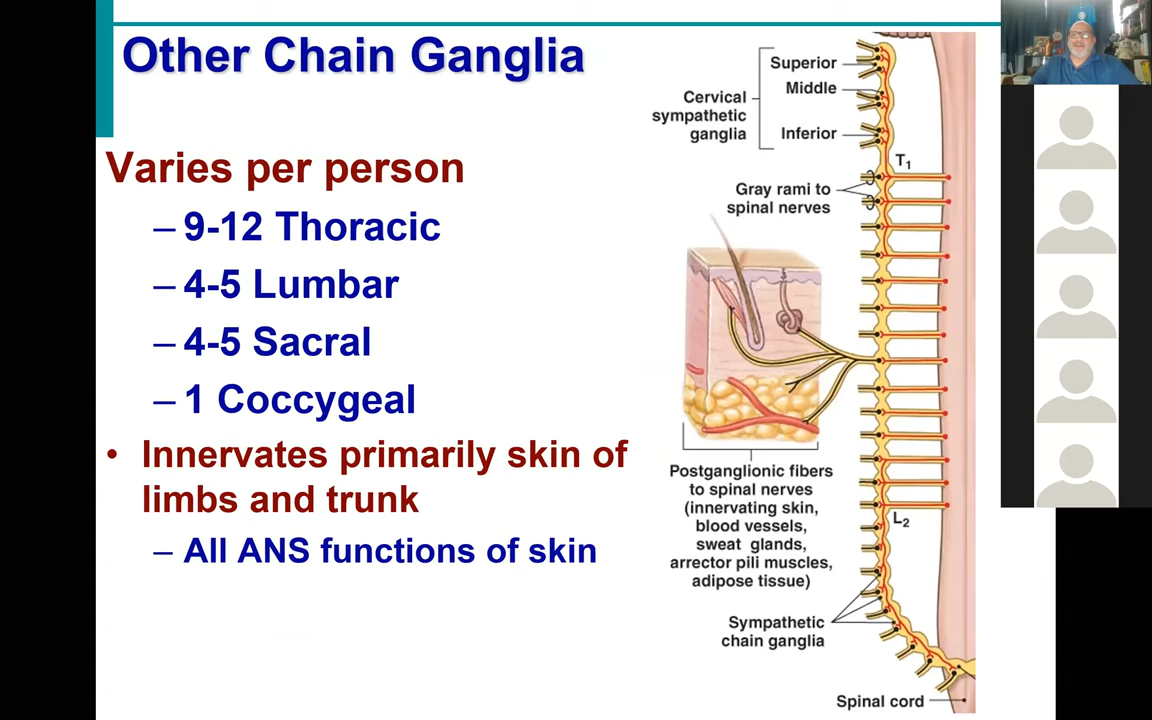 Other Chain Ganglia
Varies per person
– 9-12 Thoracic
– 4-5 Lumbar
– 4-5 Sacral
– 1 Coccygeal
• Innervates primarily skin of
limbs and trunk
– All ANS functions of skin
Superior
Middle
Cervical
sympathetic
ganglia
Inferior
T1
Gray rami to
spinal nerves
Postganglionic fibers
to spinal nerves
(innervating skin,
blood vessels,
sweat glands,
arrector pili muscles,
adipose tissue)
L2
Sympathetic
chain ganglia
Spinal cord